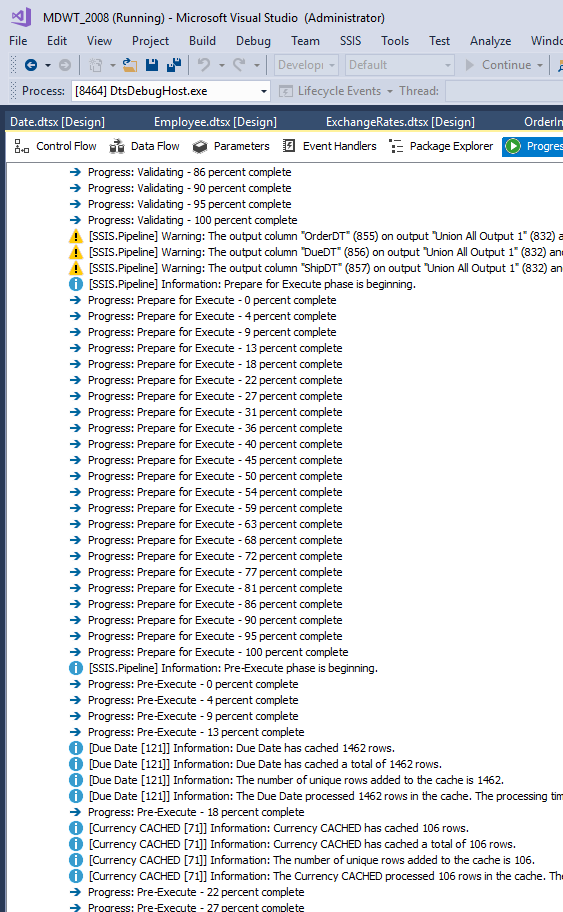 MDWT_2008 (Running) - Microsoft Visual Studio (Administrator)
File Edit View Project Build Debug Team SSIS Tools Test Analyze Windo
Developi Default Continue
Process: [8464] DtsDebugHost.exe Lifecycle Events Thread:
Date.dtsx [Design] Employee.dtsx [Design] ExchangeRates.dtsx [Design] OrderIn
Control Flow Data Flow Parameters Event Handlers Package Explorer Progres
Progress: Validating - 86 percent complete
Progress: Validating - 90 percent complete
Progress: Validating - 95 percent complete
Progress: Validating - 100 percent complete
[SSIS.Pipeline] Warning: The output column "OrderDT" (855) on output "Union All Output 1" (832) and
[SSIS.Pipeline] Warning: The output column "DueDT" (856) on output "Union All Output 1" (832) and
[SSIS.Pipeline] Warning: The output column "ShipDT" (857) on output "Union All Output 1" (832) an
[SSIS.Pipeline] Information: Prepare for Execute phase is beginning.
Progress: Prepare for Execute - 0 percent complete
Progress: Prepare for Execute - 4 percent complete
Progress: Prepare for Execute - 9 percent complete
Progress: Prepare for Execute - 13 percent complete
Progress: Prepare for Execute - 18 percent complete
Progress: Prepare for Execute - 22 percent complete
Progress: Prepare for Execute - 27 percent complete
Progress: Prepare for Execute - 31 percent complete
Progress: Prepare for Execute - 36 percent complete
Progress: Prepare for Execute - 40 percent complete
Progress: Prepare for Execute - 45 percent complete
Progress: Prepare for Execute - 50 percent complete
Progress: Prepare for Execute - 54 percent complete
Progress: Prepare for Execute - 59 percent complete
Progress: Prepare for Execute - 63 percent complete
Progress: Prepare for Execute - 68 percent complete
Progress: Prepare for Execute - 72 percent complete
Progress: Prepare for Execute - 77 percent complete
Progress: Prepare for Execute - 81 percent complete
Progress: Prepare for Execute - 86 percent complete
Progress: Prepare for Execute - 90 percent complete
Progress: Prepare for Execute - 95 percent complete
Progress: Prepare for Execute - 100 percent complete
[SSIS.Pipeline] Information: Pre-Execute phase is beginning.
Progress: Pre-Execute - 0 percent complete
Progress: Pre-Execute - 4 percent complete
Progress: Pre-Execute - 9 percent complete
Progress: Pre-Execute - 13 percent complete
[Due Date [121]] Information: Due Date has cached 1462 rows.
[Due Date [121]] Information: Due Date has cached a total of 1462 rows.
[Due Date [121]] Information: The number of unique rows added to the cache is 1462.
[Due Date [121]] Information: The Due Date processed 1462 rows in the cache. The processing tim
Progress: Pre-Execute - 18 percent complete
[Currency CACHED [71]] Information: Currency CACHED has cached 106 rows.
[Currency CACHED [71]] Information: Currency CACHED has cached a total of 106 rows.
[Currency CACHED [71]] Information: The number of unique rows added to the cache is 106.
[Currency CACHED [71]] Information: The Currency CACHED processed 106 rows in the cache. The
Progress: Pre-Execute - 22 percent complete
Progress: Pre-Execute - 27 percent complete